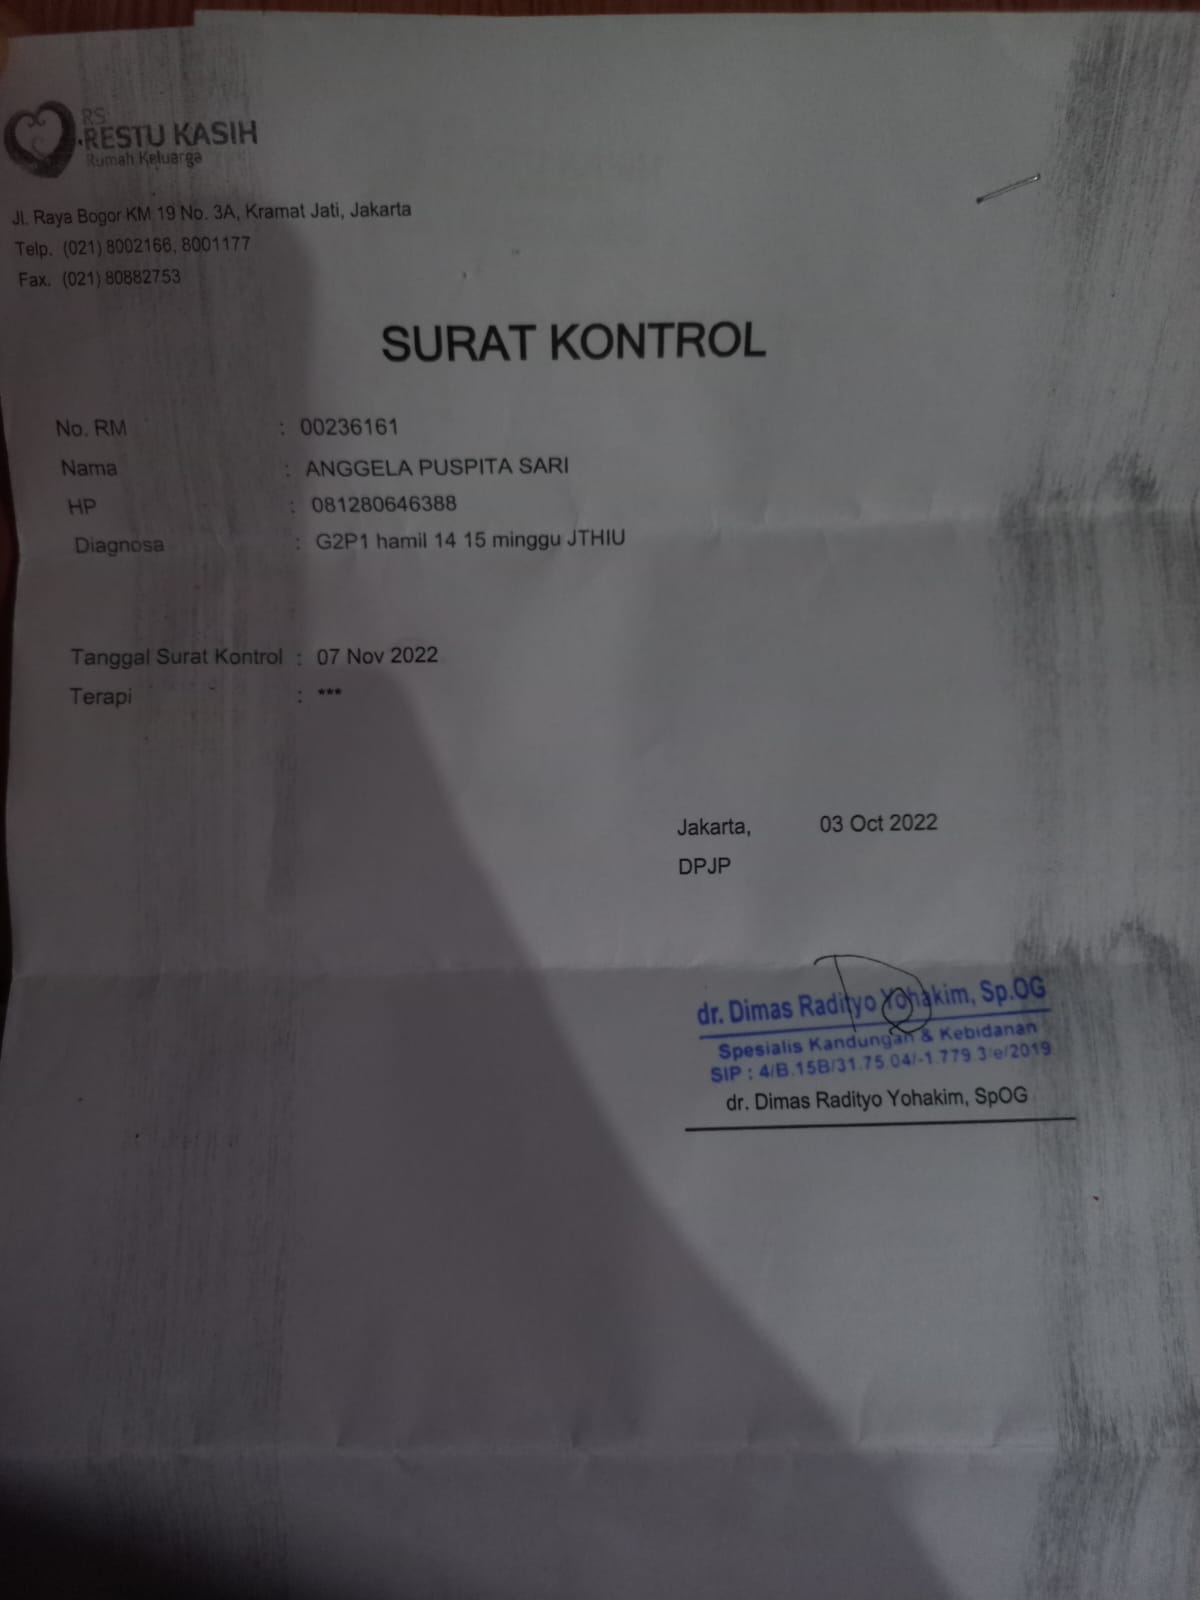 RS
RESTU KASIH
Rumah Keluarga
Jl. Raya Bogor KM 19 No. 3A, Kramat Jati, Jakarta
Telp. (021) 8002166, 8001177
Fax. (021) 80882753
SURAT KONTROL
No. RM : 00236161
Nama : ANGGELA PUSPITA SARI
HP : 081280646388
Diagnosa : G2P1 hamil 14 15 minggu JTHIU
Tanggal Surat Kontrol : 07 Nov 2022
Terapi : ***
Jakarta, 03 Oct 2022
DPJP
dr. Dimas Radityo Yohakim, Sp.OG
Spesialis Kandungan & Kebidanan
SIP : 4/B.15B/31.75.04/-1.779.3/e/2019
dr. Dimas Radityo Yohakim, SpOG